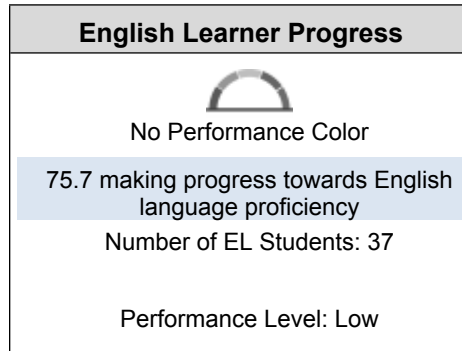 English Learner Progress
No Performance Color
75.7 making progress towards English
language proficiency
Number of EL Students: 37
Performance Level: Low